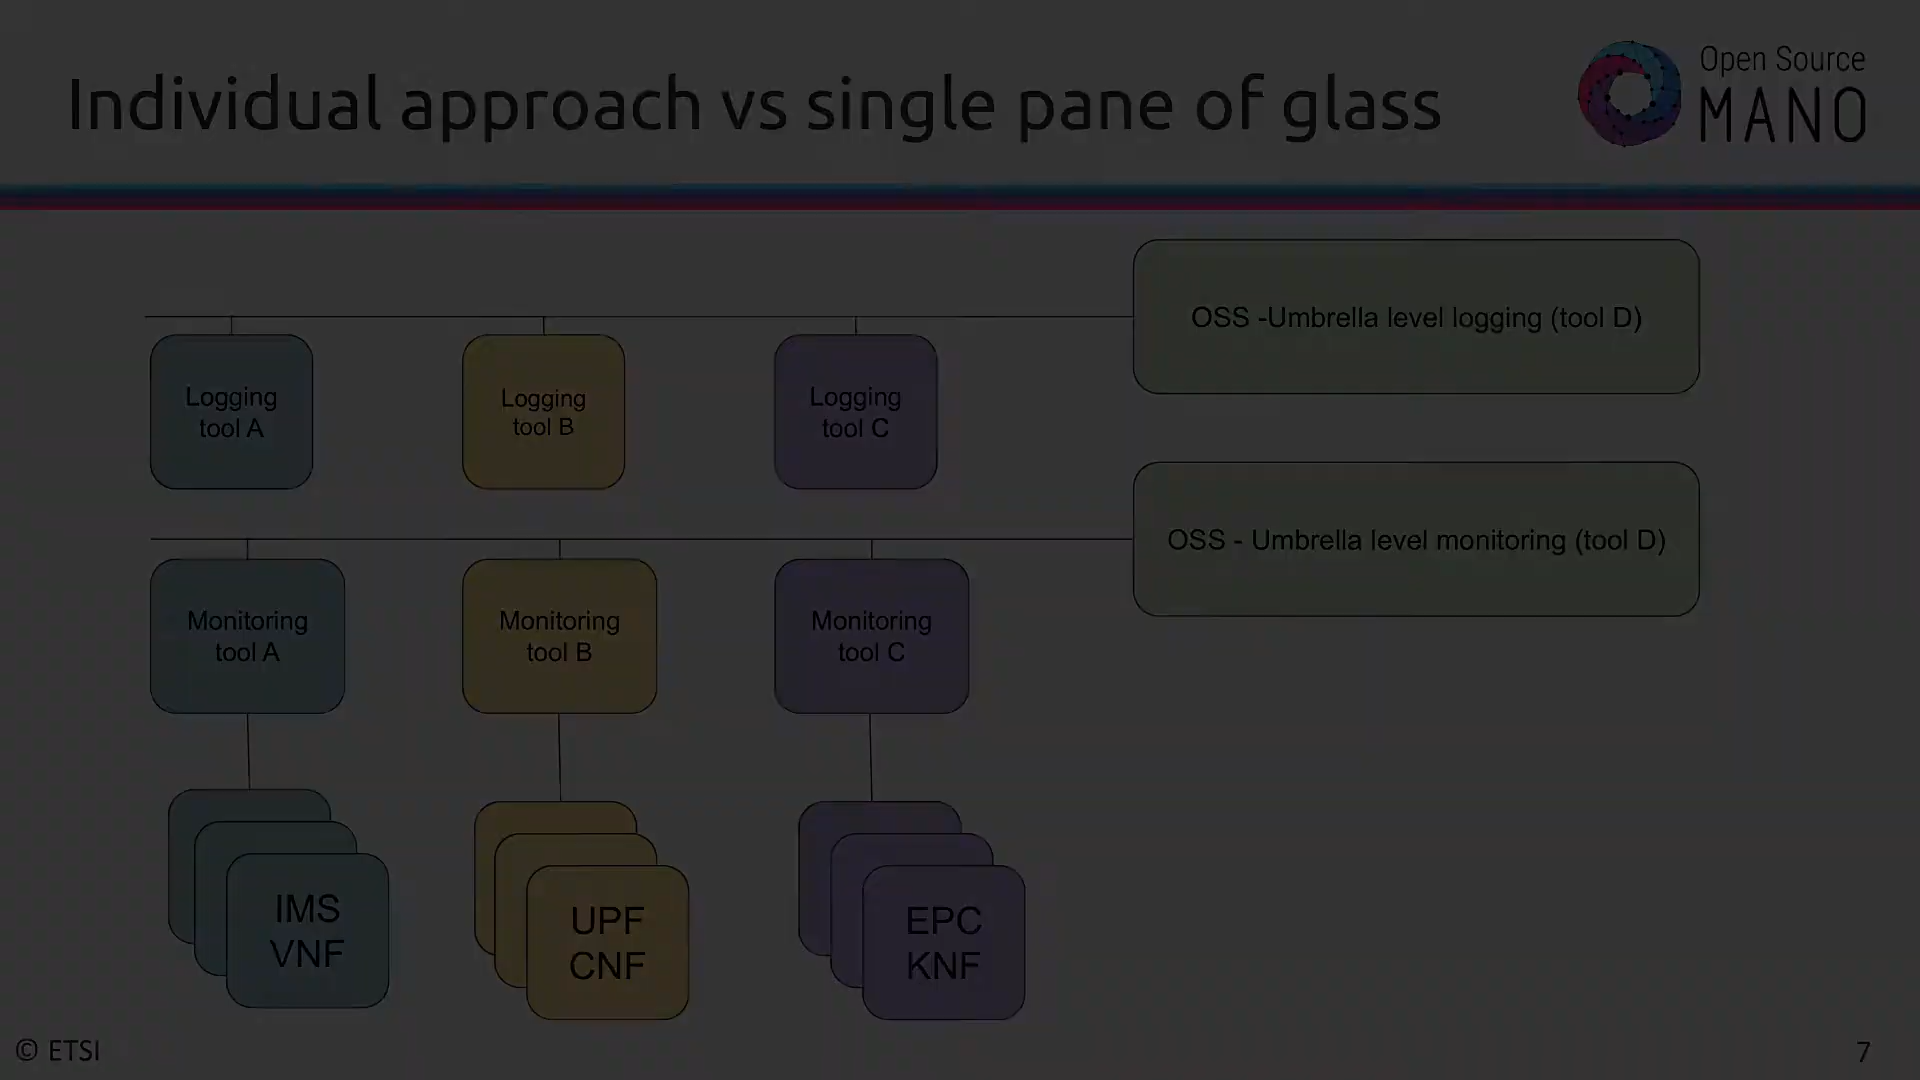 Individual approach vs single pane of glass
Open Source
MANO
OSS -Umbrella level logging (tool D)
Logging
tool A
Logging
tool B
Logging
tool C
OSS - Umbrella level monitoring (tool D)
Monitoring
tool A
Monitoring
tool B
Monitoring
tool C
IMS
VNF
UPF
CNF
EPC
KNF
© ETSI
7